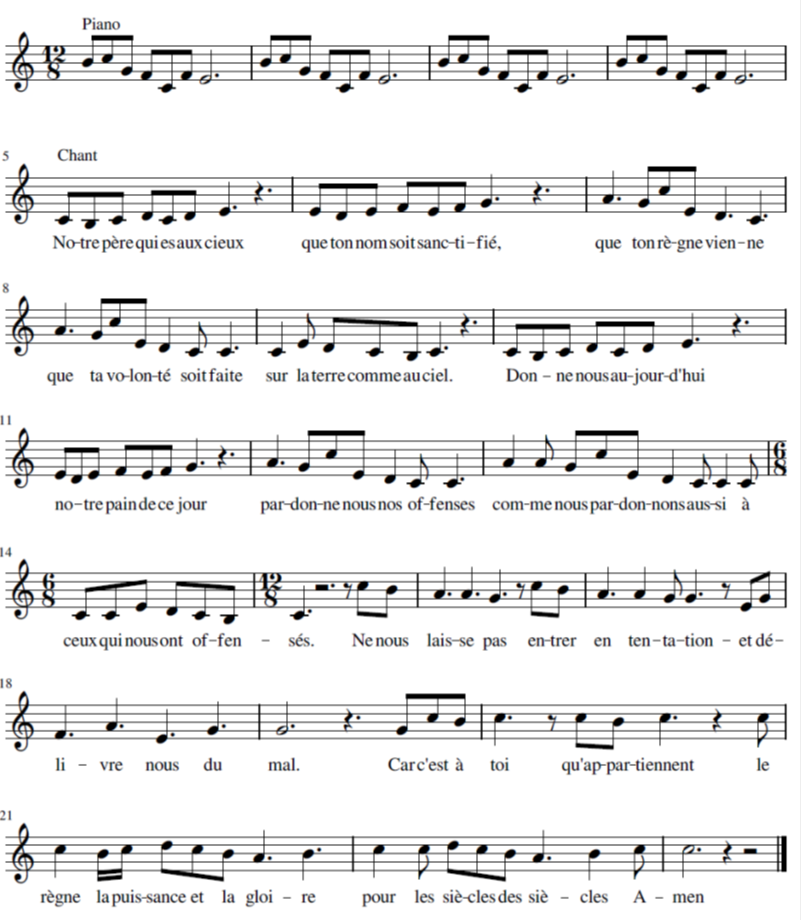 Piano
12
8
5
Chant
No-tre père qui es aux cieux que ton nom soit sanc-ti-fié, que ton rè-gne vien-ne
8
que ta vo-lon-té soit faite sur la terre comme au ciel. Don-ne nous au-jour-d'hui
11
6
8
no-tre pain de ce jour par-don-ne nous nos of-fenses com-me nous par-don-nons aus-si à
14
6
8
12
8
ceux qui nous ont of-fen-sés. Ne nous lais-se pas en-trer en ten-ta-tion - et dé-
18
li-vre nous du mal. Car c'est à toi qu'ap-par-tiennent le
21
règne la puis-sance et la gloi-re pour les siè-cles des siè-cles A-men